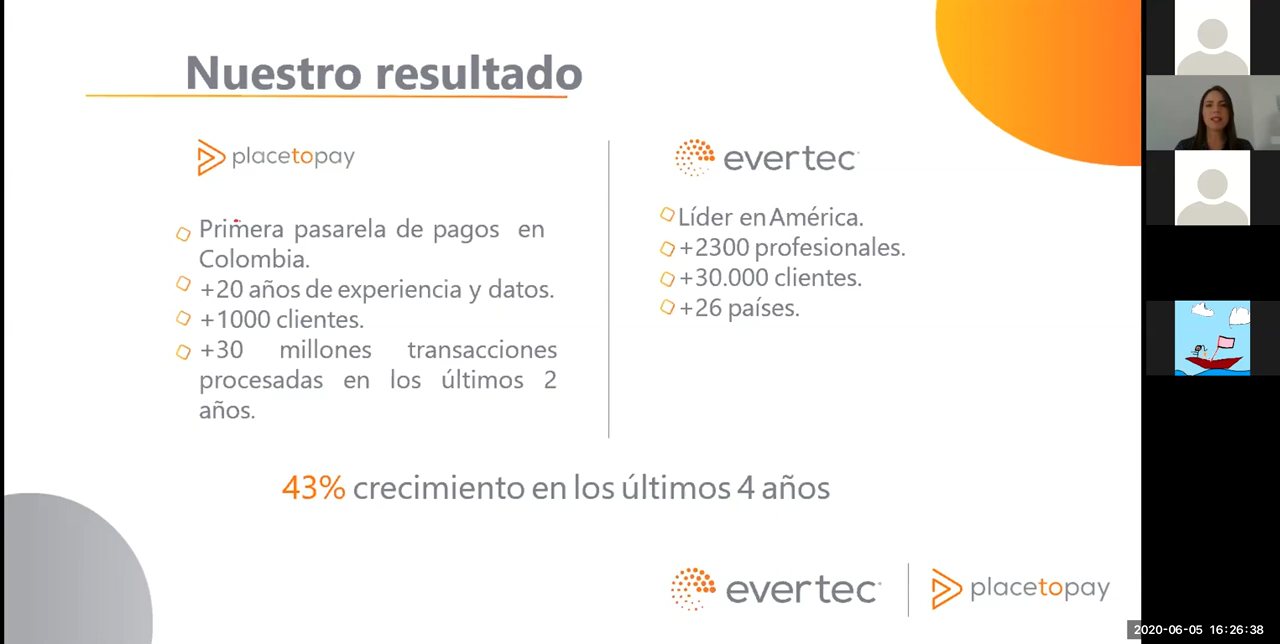 Nuestro resultado
placetopay
Primera pasarela de pagos en
Colombia.
+20 años de experiencia y datos.
+1000 clientes.
+30 millones transacciones
procesadas en los últimos 2
años.
evertec
Líder en América.
+2300 profesionales.
+30.000 clientes.
+26 países.
43% crecimiento en los últimos 4 años
evertec
placetopay
2020-06-05 16:26:38